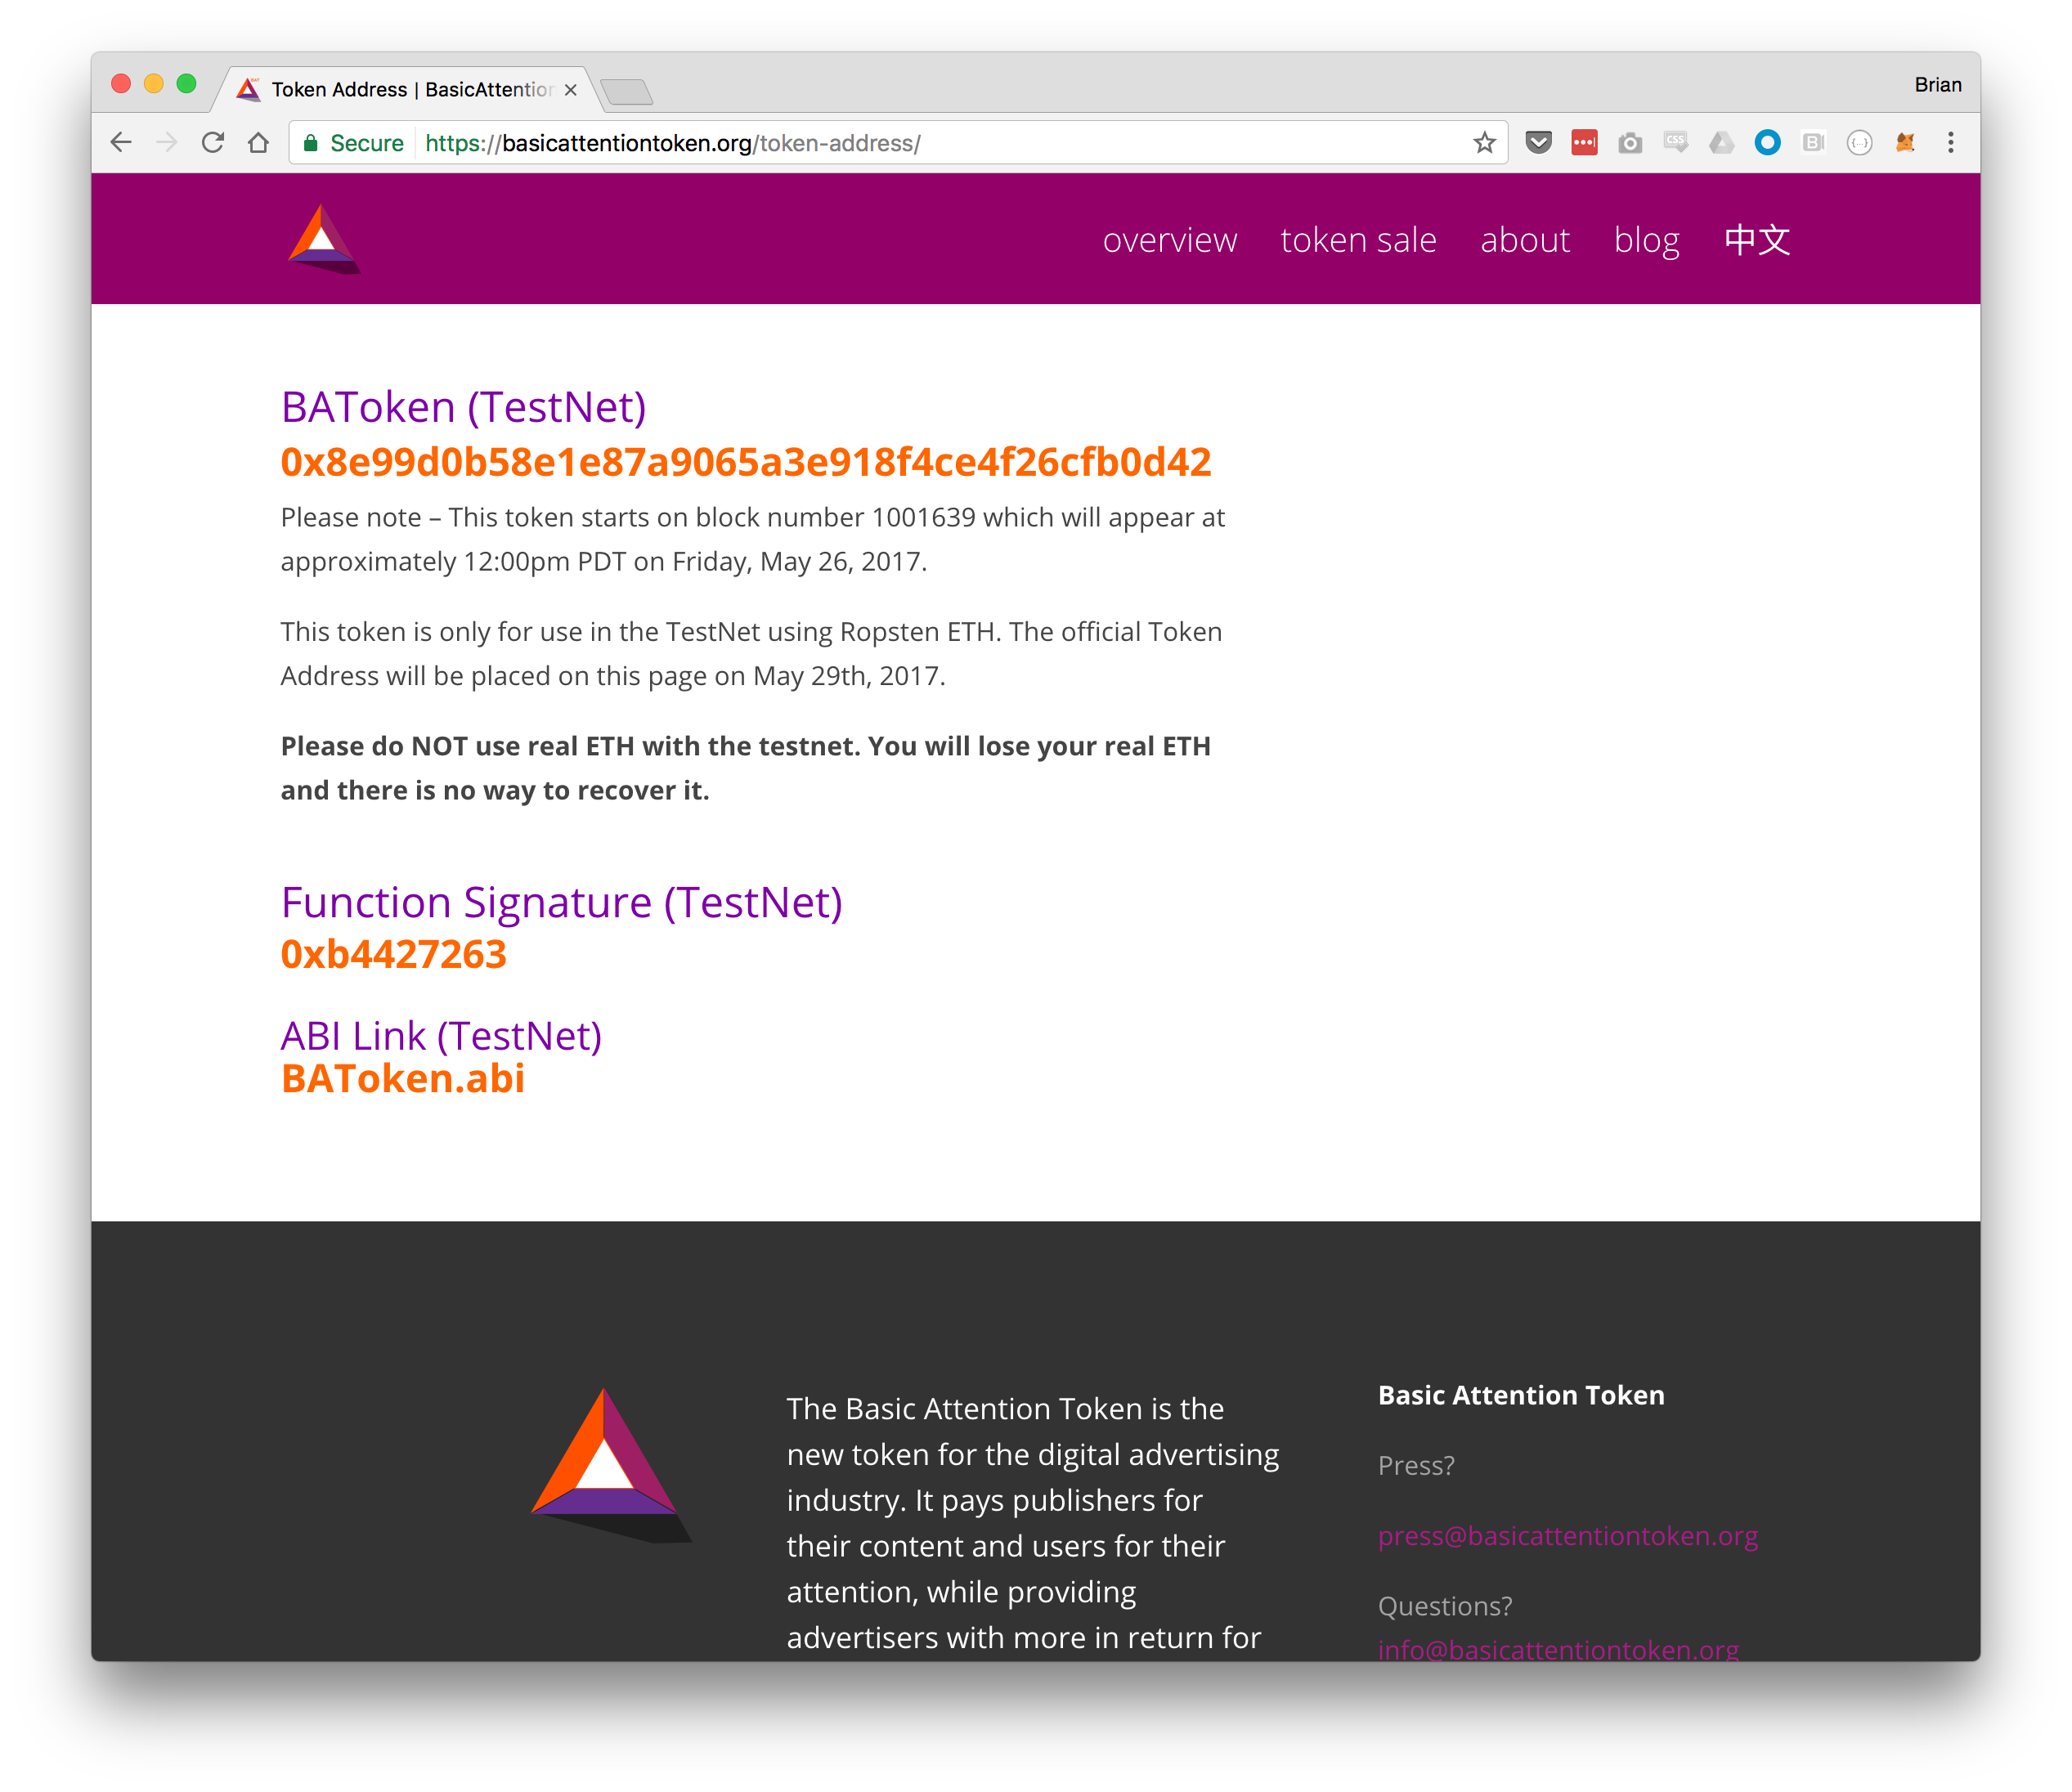 Token Address | BasicAttention
Brian
Secure https://basicattentiontoken.org/token-address/
overview token sale about blog 中文
BAToken (TestNet)
0x8e99d0b58e1e87a9065a3e918f4ce4f26cfb0d42
Please note – This token starts on block number 1001639 which will appear at
approximately 12:00pm PDT on Friday, May 26, 2017.
This token is only for use in the TestNet using Ropsten ETH. The official Token
Address will be placed on this page on May 29th, 2017.
Please do NOT use real ETH with the testnet. You will lose your real ETH
and there is no way to recover it.
Function Signature (TestNet)
0xb4427263
ABI Link (TestNet)
BAToken.abi
The Basic Attention Token is the
new token for the digital advertising
industry. It pays publishers for
their content and users for their
attention, while providing
advertisers with more in return for
Basic Attention Token
Press?
press@basicattentiontoken.org
Questions?
info@basicattentiontoken.org